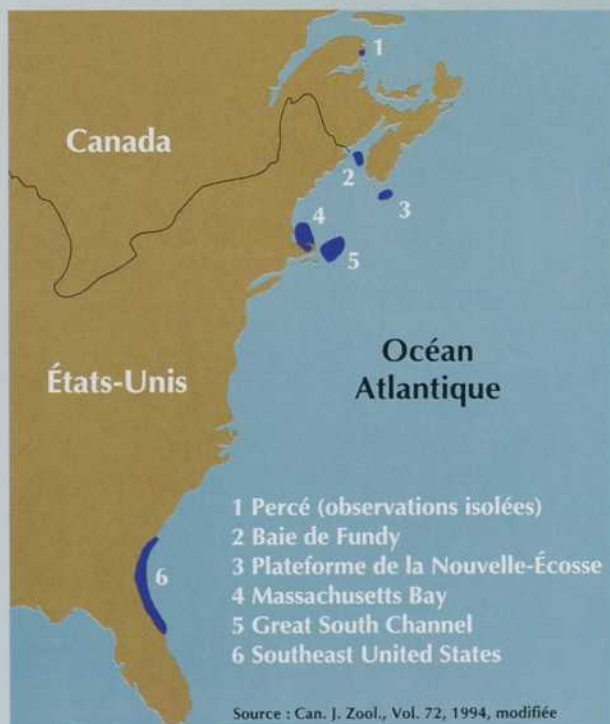 1
Canada
2
3
4
5
États-Unis
Océan
Atlantique
6
1 Percé (observations isolées)
2 Baie de Fundy
3 Plateforme de la Nouvelle-Écosse
4 Massachusetts Bay
5 Great South Channel
6 Southeast United States
Source : Can. J. Zool., Vol. 72, 1994, modifiée